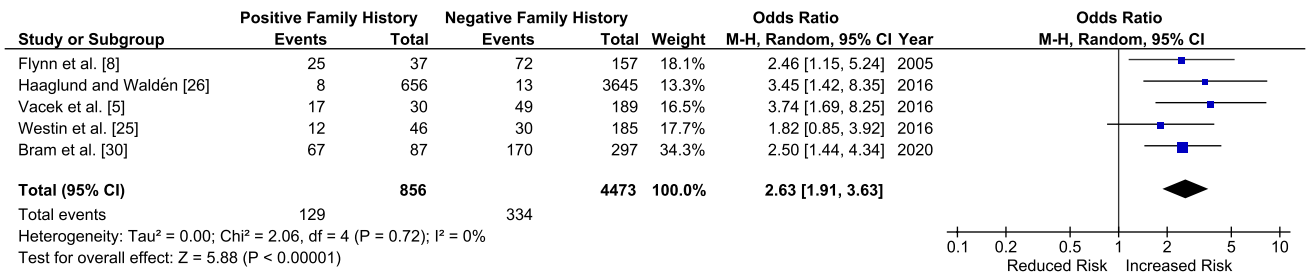 Positive Family History Negative Family History Odds Ratio Odds Ratio
Study or Subgroup Events Total Events Total Weight M-H, Random, 95% CI Year M-H, Random, 95% CI
Flynn et al. [8] 25 37 72 157 18.1% 2.46 [1.15, 5.24] 2005
Haaglund and Waldén [26] 8 656 13 3645 13.3% 3.45 [1.42, 8.35] 2016
Vacek et al. [5] 17 30 49 189 16.5% 3.74 [1.69, 8.25] 2016
Westin et al. [25] 12 46 30 185 17.7% 1.82 [0.85, 3.92] 2016
Bram et al. [30] 67 87 170 297 34.3% 2.50 [1.44, 4.34] 2020
Total (95% CI) 856 4473 100.0% 2.63 [1.91, 3.63]
Total events 129 334
Heterogeneity: Tau² = 0.00; Chi² = 2.06, df = 4 (P = 0.72); I² = 0%
Test for overall effect: Z = 5.88 (P < 0.00001)
0.1 0.2 0.5 1 2 5 10
Reduced Risk Increased Risk